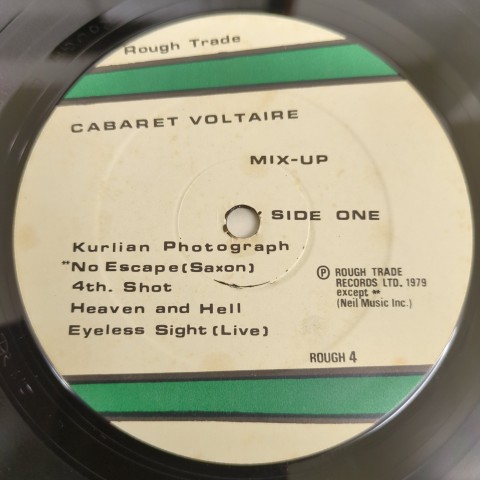 Rough Trade
CABARET VOLTAIRE
MIX-UP
SIDE ONE
Kurlian Photograph
**No Escape(Saxon)
4th. Shot
Heaven and Hell
Eyeless Sight(Live)
Ⓟ ROUGH TRADE
RECORDS LTD. 1979
except **
(Neil Music Inc.)
ROUGH 4